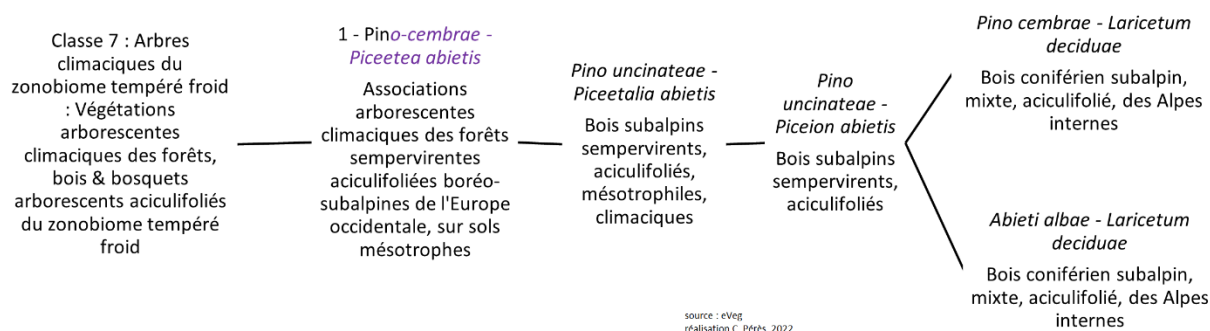 Classe 7 : Arbres
climaciques du
zonobiome tempéré froid
: Végétations
arborescentes
climaciques des forêts,
bois & bosquets
arborescents aciculifoliés
du zonobiome tempéré
froid
1 - Pino-cembrae -
Piceetea abietis
Associations
arborescentes
climaciques des forêts
sempervirentes
aciculifoliées boréo-
subalpines de l'Europe
occidentale, sur sols
mésotrophes
Pino uncinateae -
Piceetalia abietis
Bois subalpins
sempervirents,
aciculifoliés,
mésotrophiles,
climaciques
Pino
uncinateae -
Piceion abietis
Bois subalpins
sempervirents,
aciculifoliés
Pino cembrae - Laricetum
deciduae
Bois coniférien subalpin,
mixte, aciculifolié, des Alpes
internes
Abieti albae - Laricetum
deciduae
Bois coniférien subalpin,
mixte, aciculifolié, des Alpes
internes
source : eVeg
réalisation C. Pérès, 2022